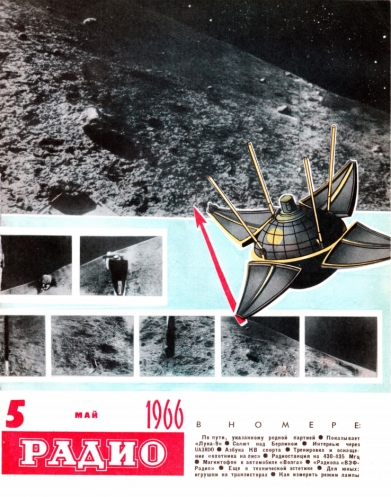 5 МАЙ 1966
РАДИО
В НОМЕРЕ:
По пути, указанному родной партией ● Показывает
«Луна-9» ● Салют над Берлином ● Интервью через
UA3R00 ● Азбука КВ спорта ● Тренировка и оснаще-
ние «охотника на лис» ● Радиостанция на 430-435 Мгц
● Магнитофон в автомобиле «Волга» ● «Радиола «ВЭФ-
Радио» ● Еще о технической эстетике ● Для юных:
игрушки на транзисторах ● Как измерить режим лампы